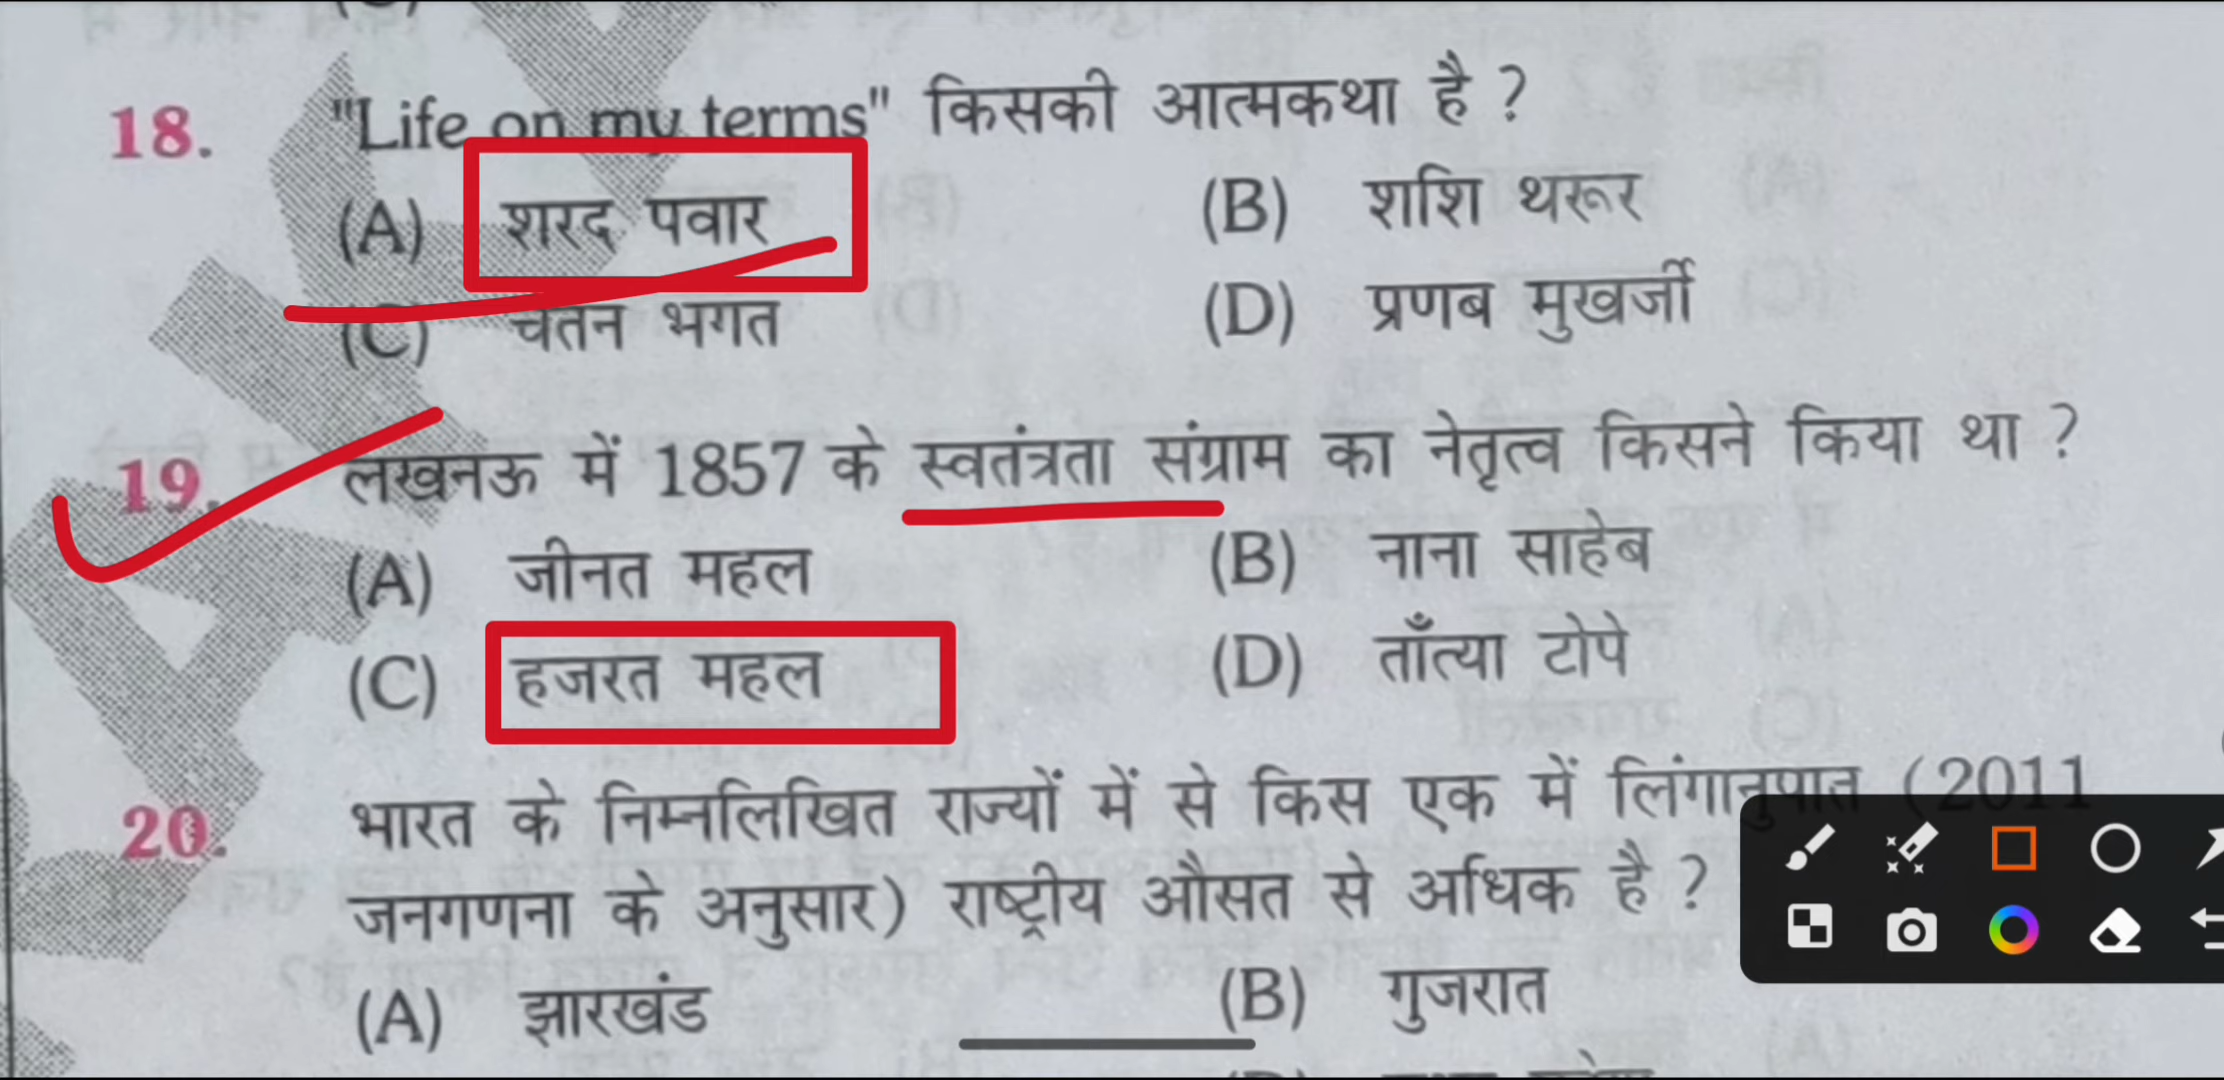 18. "Life on my terms" किसकी आत्मकथा है ?
(A) शरद पवार (B) शशि थरूर
(C) चेतन भगत (D) प्रणब मुखर्जी
19. लखनऊ में 1857 के स्वतंत्रता संग्राम का नेतृत्व किसने किया था ?
(A) जीनत महल (B) नाना साहेब
(C) हजरत महल (D) ताँत्या टोपे
20. भारत के निम्नलिखित राज्यों में से किस एक में लिंगानुपात (2011
जनगणना के अनुसार) राष्ट्रीय औसत से अधिक है ?
(A) झारखंड (B) गुजरात